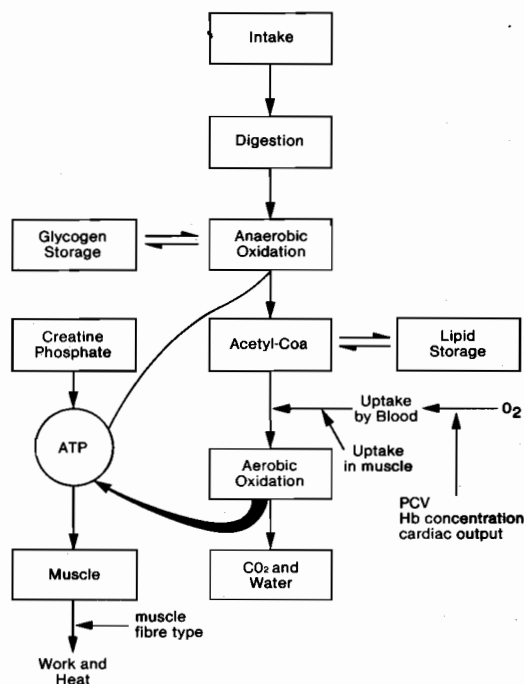 Intake
Digestion
Glycogen
Storage
Anaerobic
Oxidation
Creatine
Phosphate
Acetyl-Coa
Lipid
Storage
Uptake
by Blood
O₂
ATP
Uptake
in muscle
Aerobic
Oxidation
PCV
Hb concentration
cardiac output
Muscle
CO₂ and
Water
muscle
fibre type
Work and
Heat